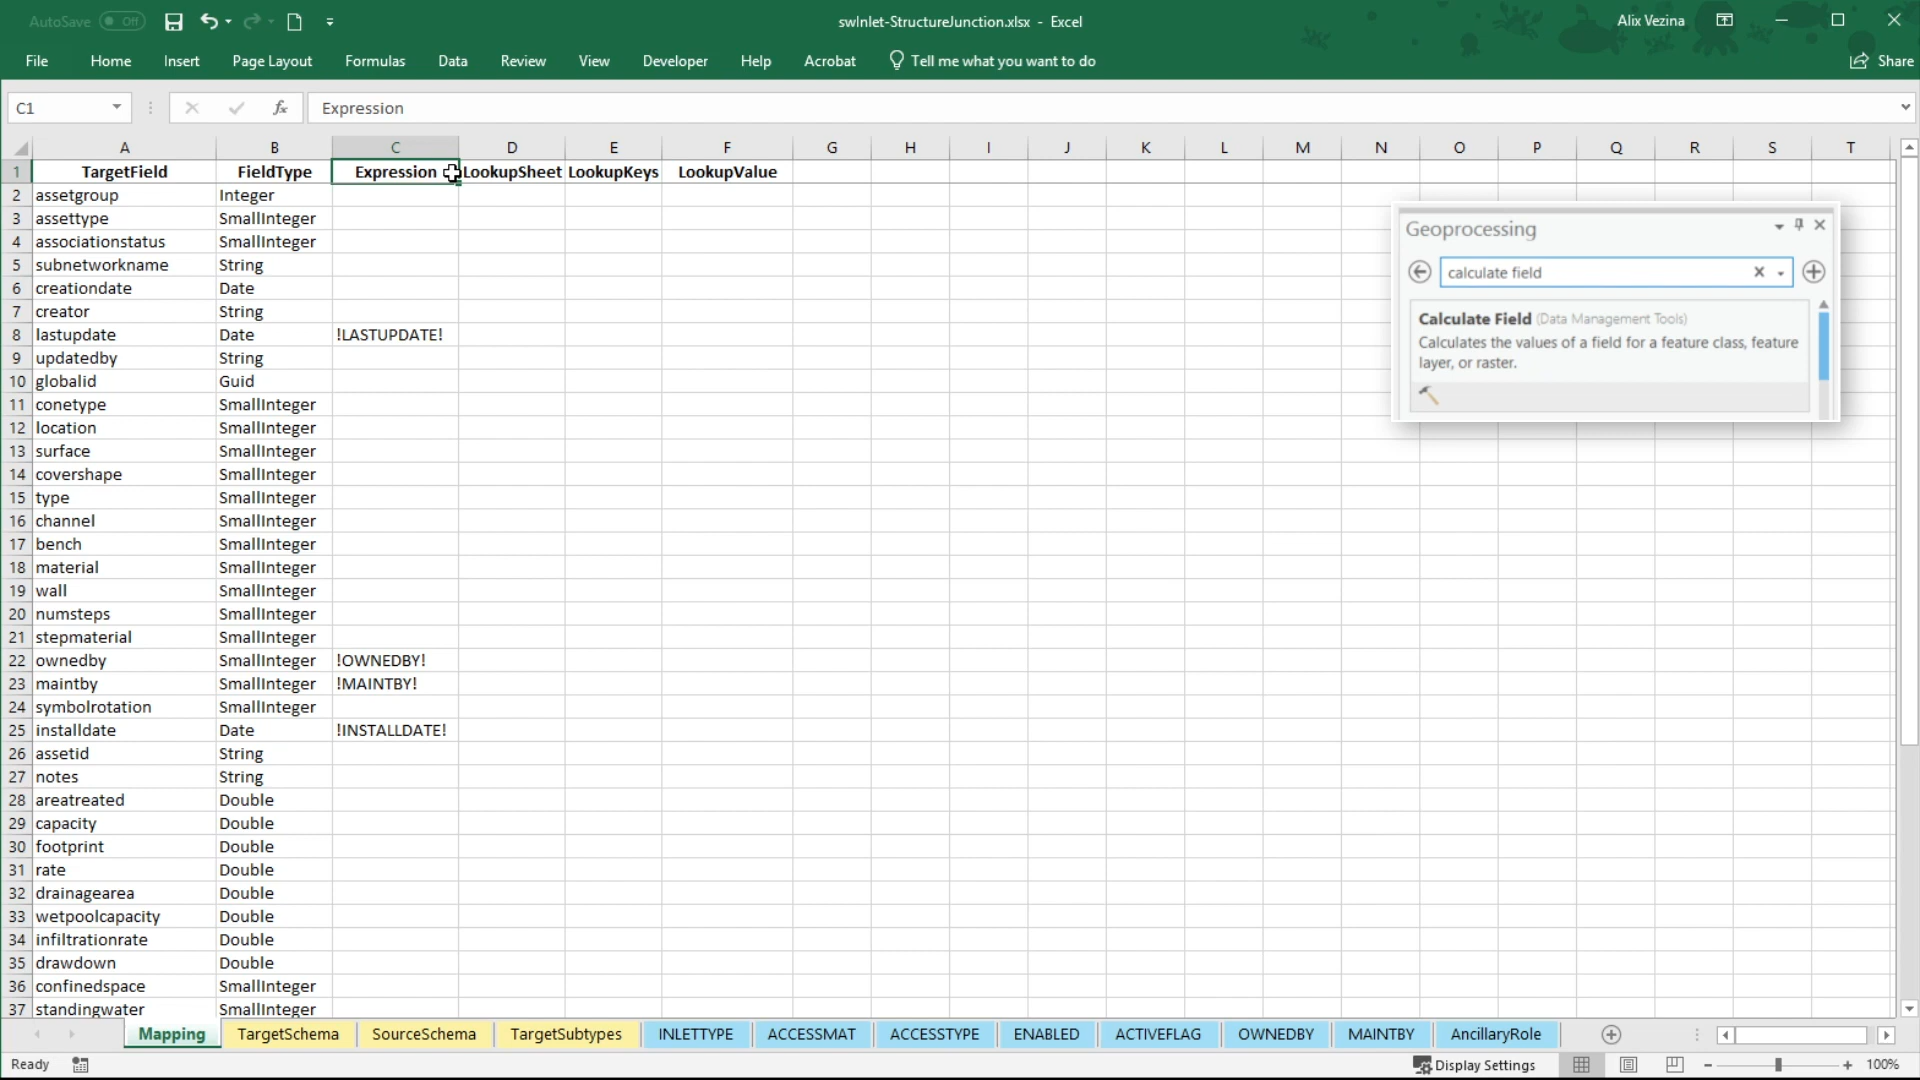 AutoSave Off swInlet-StructureJunction.xlsx - Excel Alix Vezina
File Home Insert Page Layout Formulas Data Review View Developer Help Acrobat Tell me what you want to do Share
C1 fx Expression
A B C D E F G H I J K L M N O P Q R S T
1 TargetField FieldType Expression LookupSheet LookupKeys LookupValue
2 assetgroup Integer
3 assettype SmallInteger
4 associationstatus SmallInteger
5 subnetworkname String
6 creationdate Date
7 creator String
8 lastupdate Date !LASTUPDATE!
9 updatedby String
10 globalid Guid
11 conetype SmallInteger
12 location SmallInteger
13 surface SmallInteger
14 covershape SmallInteger
15 type SmallInteger
16 channel SmallInteger
17 bench SmallInteger
18 material SmallInteger
19 wall SmallInteger
20 numsteps SmallInteger
21 stepmaterial SmallInteger
22 ownedby SmallInteger !OWNEDBY!
23 maintby SmallInteger !MAINTBY!
24 symbolrotation SmallInteger
25 installdate Date !INSTALLDATE!
26 assetid String
27 notes String
28 areatreated Double
29 capacity Double
30 footprint Double
31 rate Double
32 drainagearea Double
33 wetpoolcapacity Double
34 infiltrationrate Double
35 drawdown Double
36 confinedspace SmallInteger
37 standingwater SmallInteger
Geoprocessing
calculate field
Calculate Field (Data Management Tools)
Calculates the values of a field for a feature class, feature
layer, or raster.
Mapping TargetSchema SourceSchema TargetSubtypes INLETTYPE ACCESSMAT ACCESSTYPE ENABLED ACTIVEFLAG OWNEDBY MAINTBY AncillaryRole
Ready Display Settings 100%